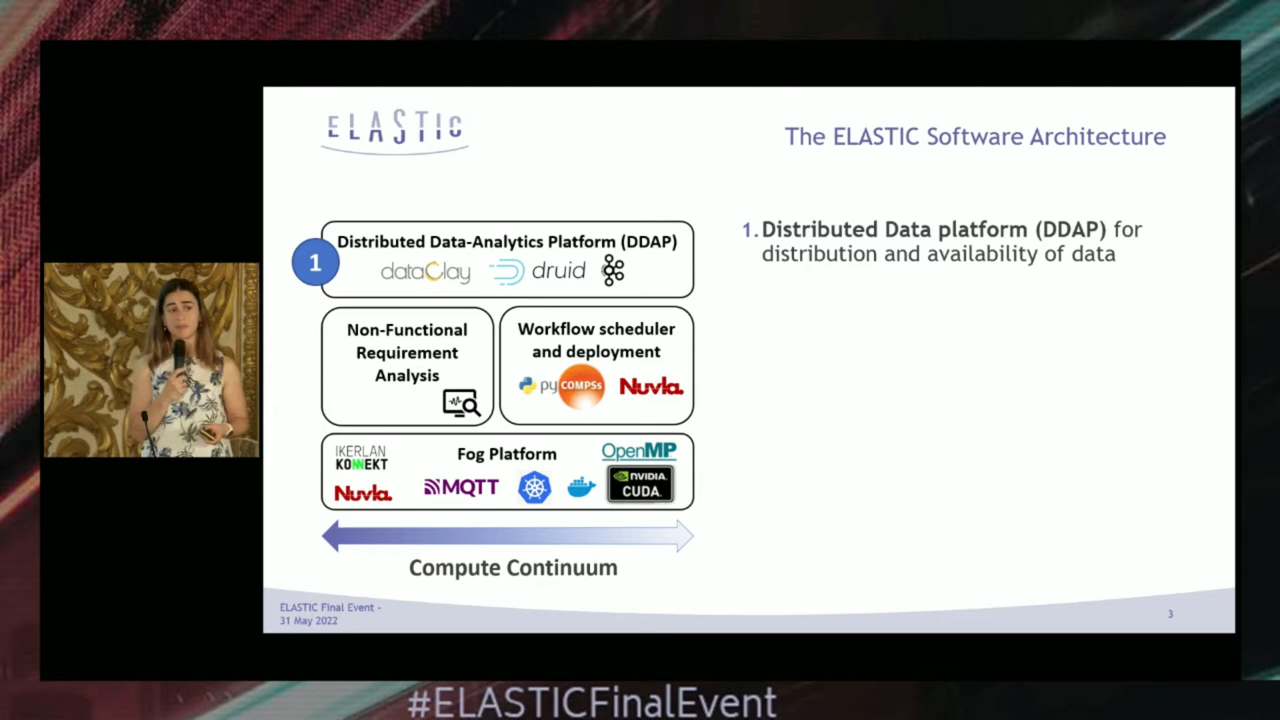 ELASTIC
The ELASTIC Software Architecture
Distributed Data-Analytics Platform (DDAP)
1
dataClay
druid
Non-Functional
Requirement
Analysis
Workflow scheduler
and deployment
py COMPSs
Nuvla.
IKERLAN
KONNEKT
Fog Platform
OpenMP
Nuvla.
MQTT
NVIDIA.
CUDA.
Compute Continuum
1. Distributed Data platform (DDAP) for
distribution and availability of data
ELASTIC Final Event -
31 May 2022
3
#ELASTICFinalEvent